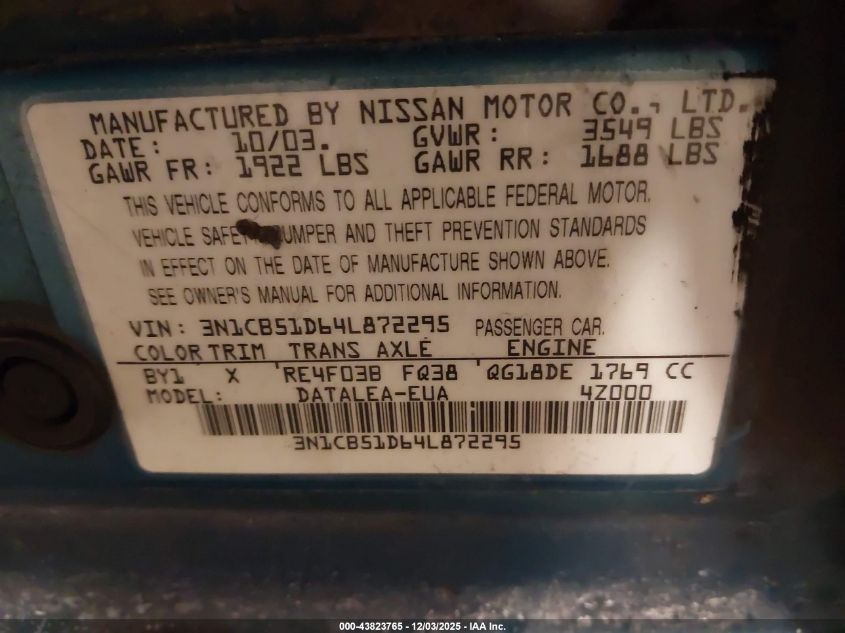 MANUFACTURED BY NISSAN MOTOR CO., LTD.
DATE: 10/03. GVWR: 3549 LBS
GAWR FR: 1922 LBS GAWR RR: 1688 LBS
THIS VEHICLE CONFORMS TO ALL APPLICABLE FEDERAL MOTOR.
VEHICLE AND THEFT PREVENTION STANDARDS
IN EFFECT ON THE DATE OF MANUFACTURE SHOWN ABOVE.
SEE OWNER'S MANUAL FOR ADDITIONAL INFORMATION.
VIN: 3N1CB51D64L872295 PASSENGER CAR.
COLOR TRIM TRANS AXLE ENGINE
BY1 X RE4F03B FQ38 QG18DE 1769 CC
MODEL: DATALEA-EUA 4Z000
3N1CB51D64L872295
000-43823765 - 12/03/2025 - IAA Inc.